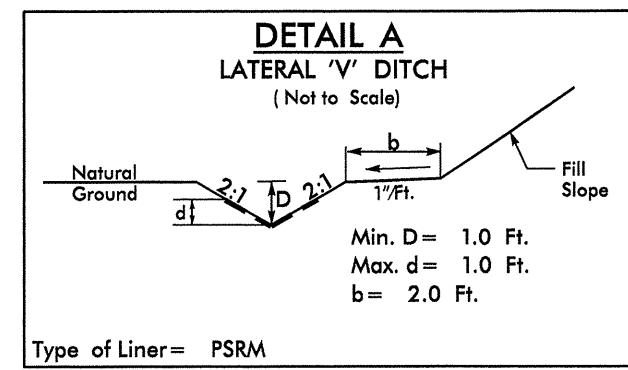 DETAIL A
LATERAL 'V' DITCH
( Not to Scale)
b
Natural
Ground
2:1
D
2:1
1"/Ft.
Fill
Slope
d
Min. D= 1.0 Ft.
Max. d= 1.0 Ft.
b= 2.0 Ft.
Type of Liner= PSRM